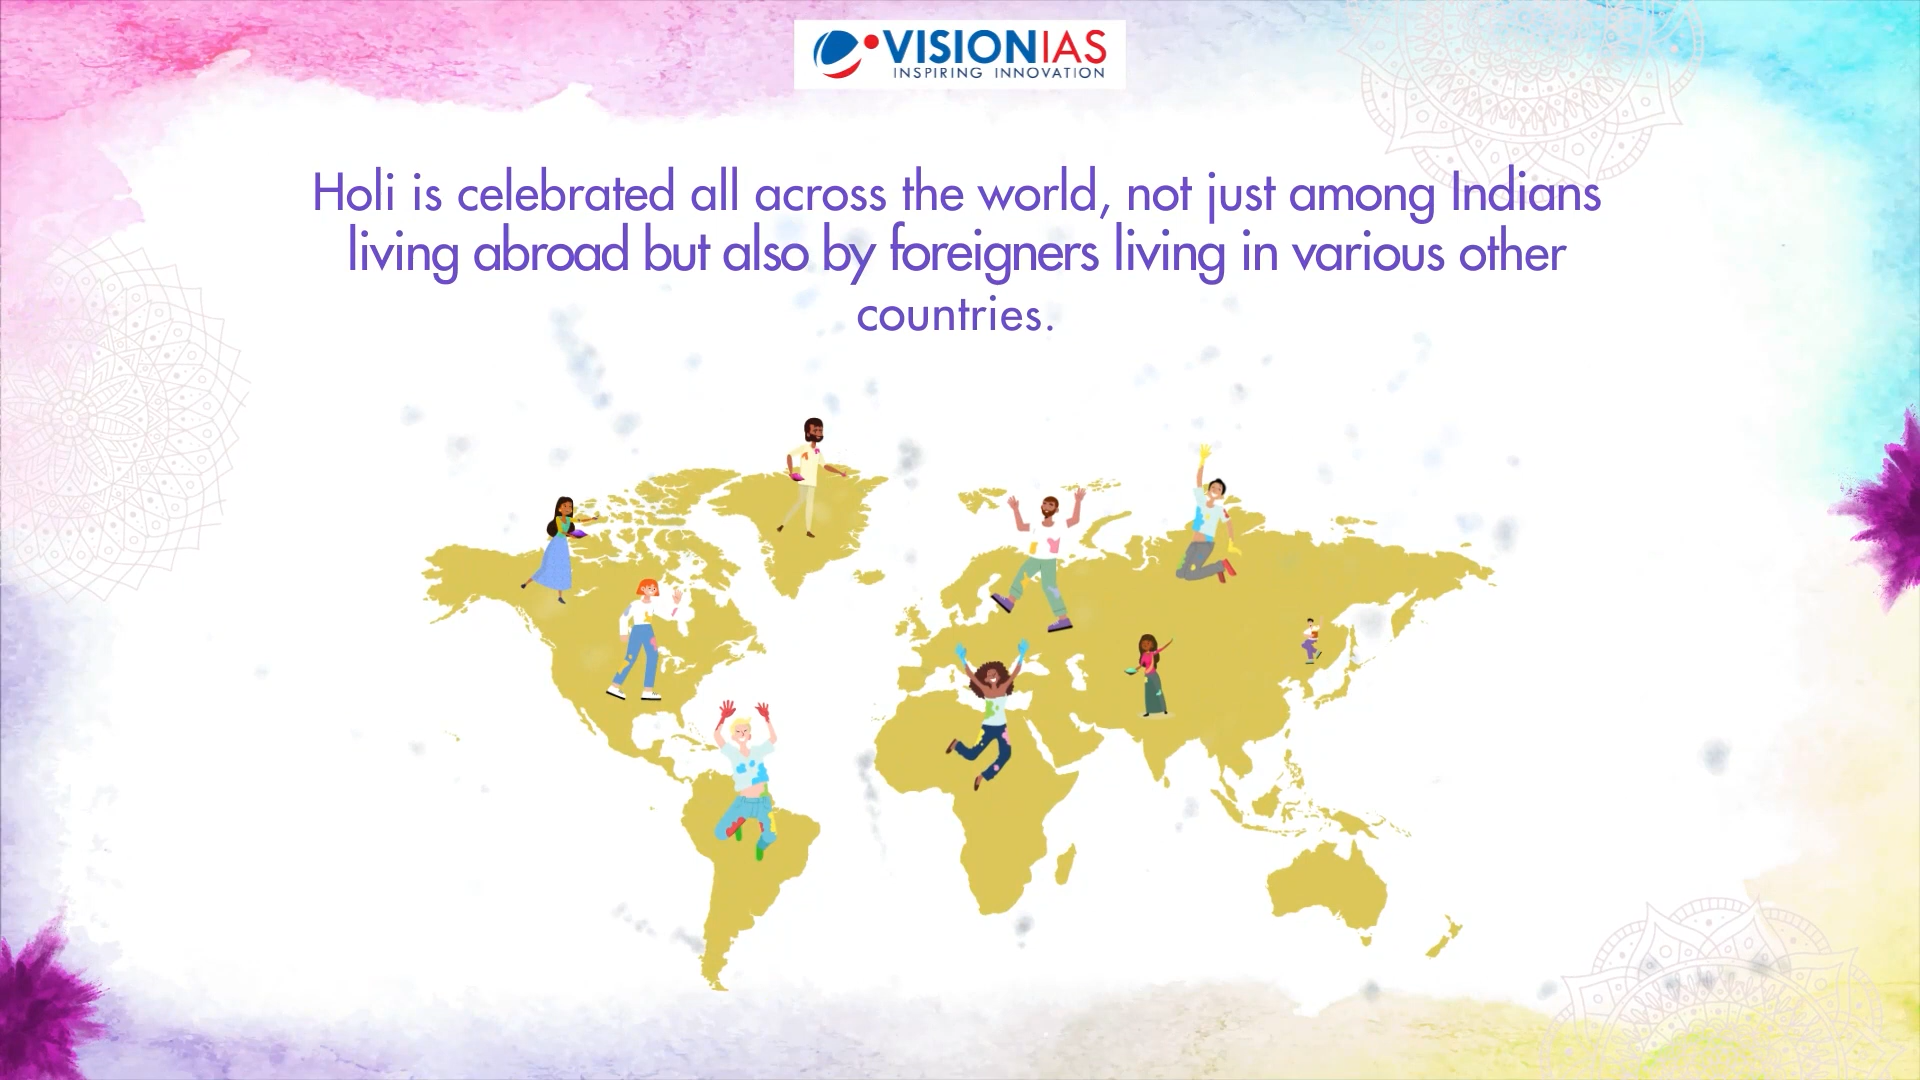 VISIONIAS
INSPIRING INNOVATION
Holi is celebrated all across the world, not just among Indians
living abroad but also by foreigners living in various other
countries.